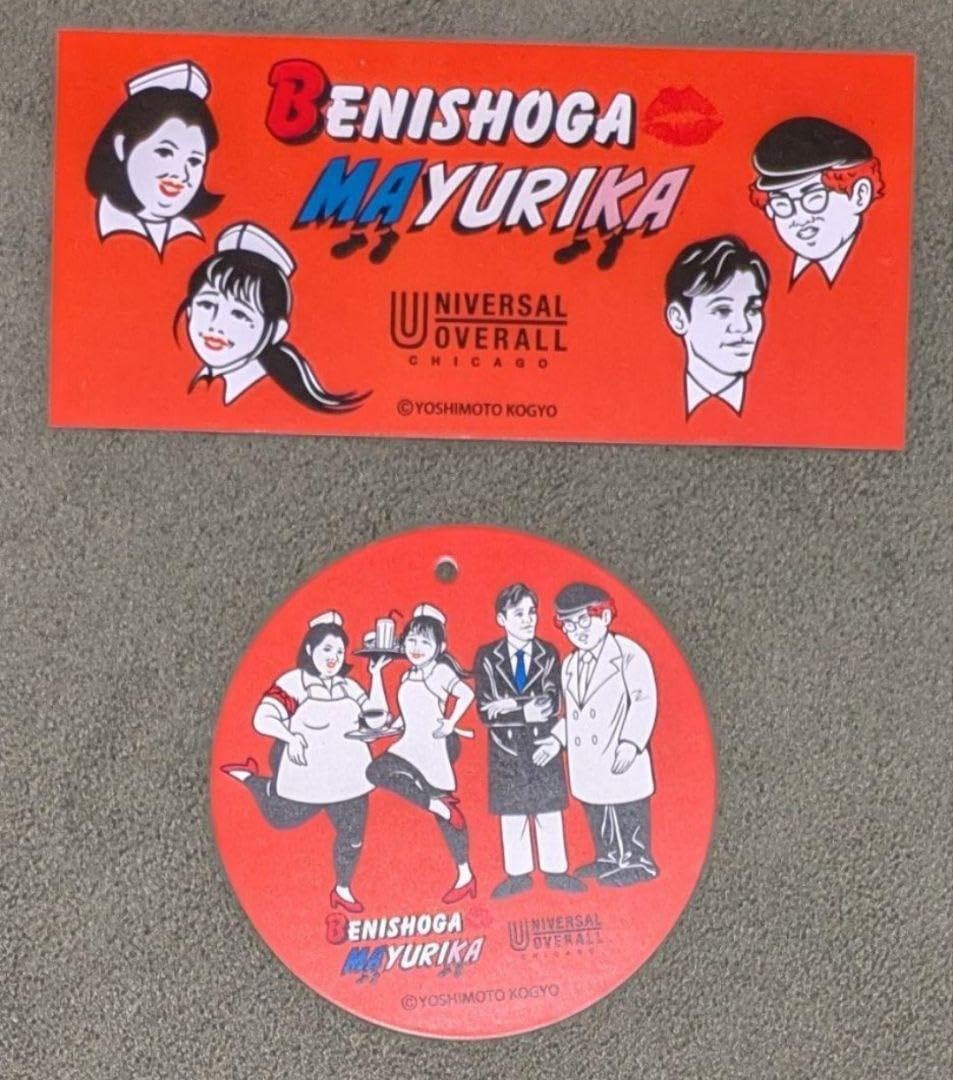 BENISHOGA
MAYURIKA
UNIVERSAL
OVERALL
CHICAGO
©YOSHIMOTO KOGYO
BENISHOGA
MAYURIKA
UNIVERSAL
OVERALL
CHICAGO
©YOSHIMOTO KOGYO